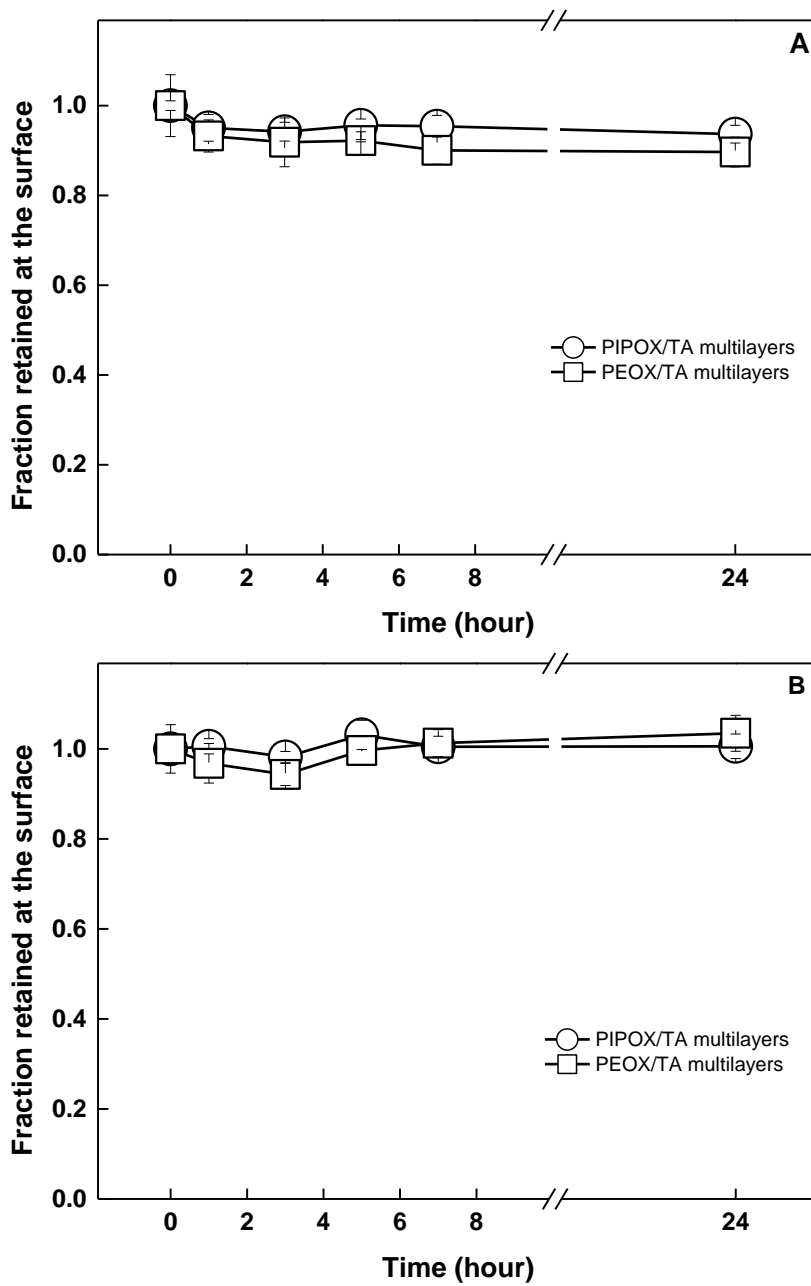 A
Fraction retained at the surface
1.0
0.8
0.6
0.4
0.2
0.0
PIPOX/TA multilayers
PEOX/TA multilayers
0 2 4 6 8 24
Time (hour)
B
Fraction retained at the surface
1.0
0.8
0.6
0.4
0.2
0.0
PIPOX/TA multilayers
PEOX/TA multilayers
0 2 4 6 8 24
Time (hour)